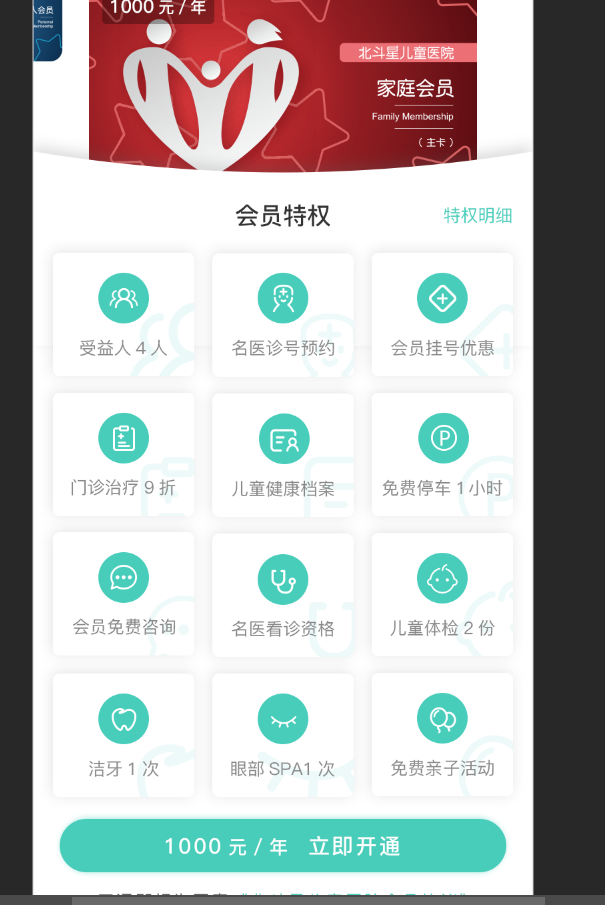 1000 元 / 年
人会员
Personal
北斗星儿童医院
家庭会员
Family Membership
（ 主卡 ）
会员特权
特权明细
受益人 4 人
名医诊号预约
会员挂号优惠
门诊治疗 9 折
儿童健康档案
免费停车 1 小时
P
会员免费咨询
名医看诊资格
儿童体检 2 份
洁牙 1 次
眼部 SPA1 次
免费亲子活动
1000 元 / 年 立即开通